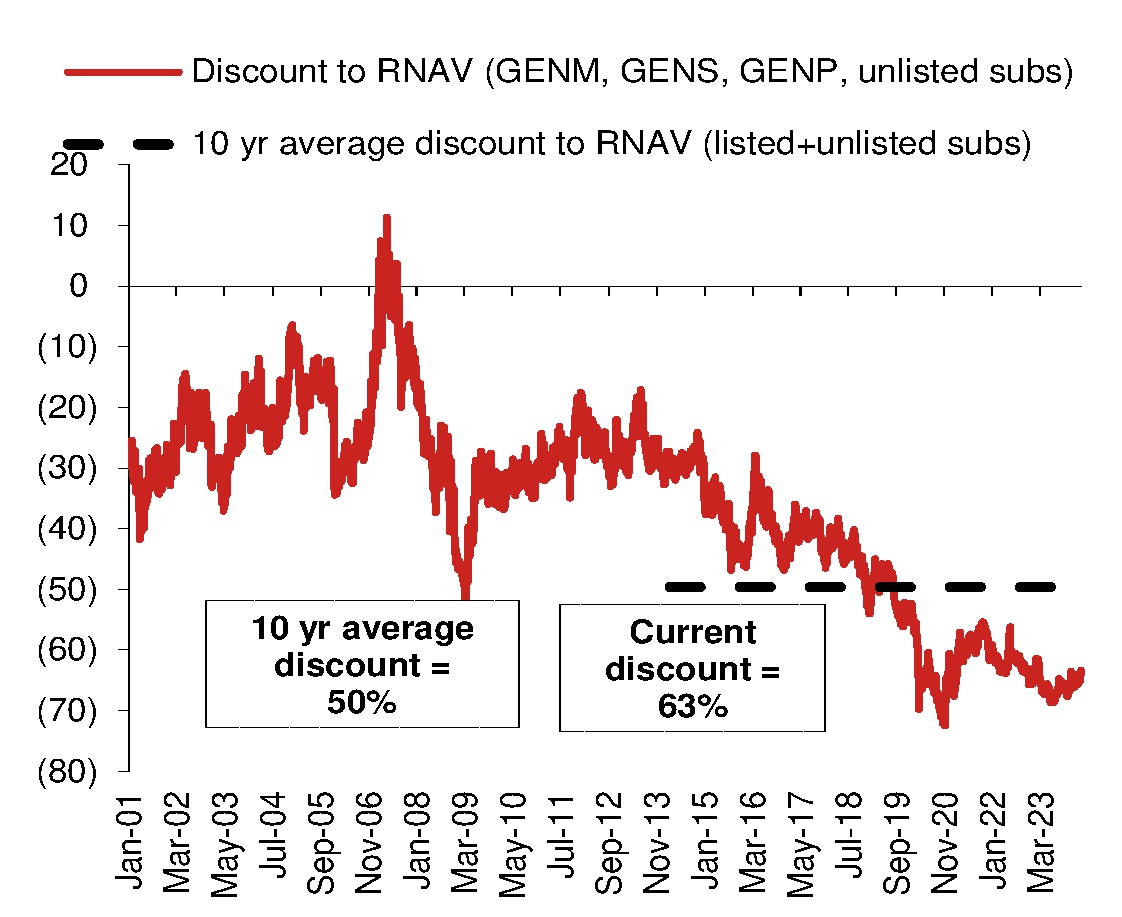 Discount to RNAV (GENM, GENS, GENP, unlisted subs)
10 yr average discount to RNAV (listed+unlisted subs)
20
10
0
(10)
(20)
(30)
(40)
(50)
(60)
(70)
(80)
10 yr average
discount =
50%
Current
discount =
63%
Jan-01
Mar-02
May-03
Jul-04
Sep-05
Nov-06
Jan-08
Mar-09
May-10
Jul-11
Sep-12
Nov-13
Jan-15
Mar-16
May-17
Jul-18
Sep-19
Nov-20
Jan-22
Mar-23